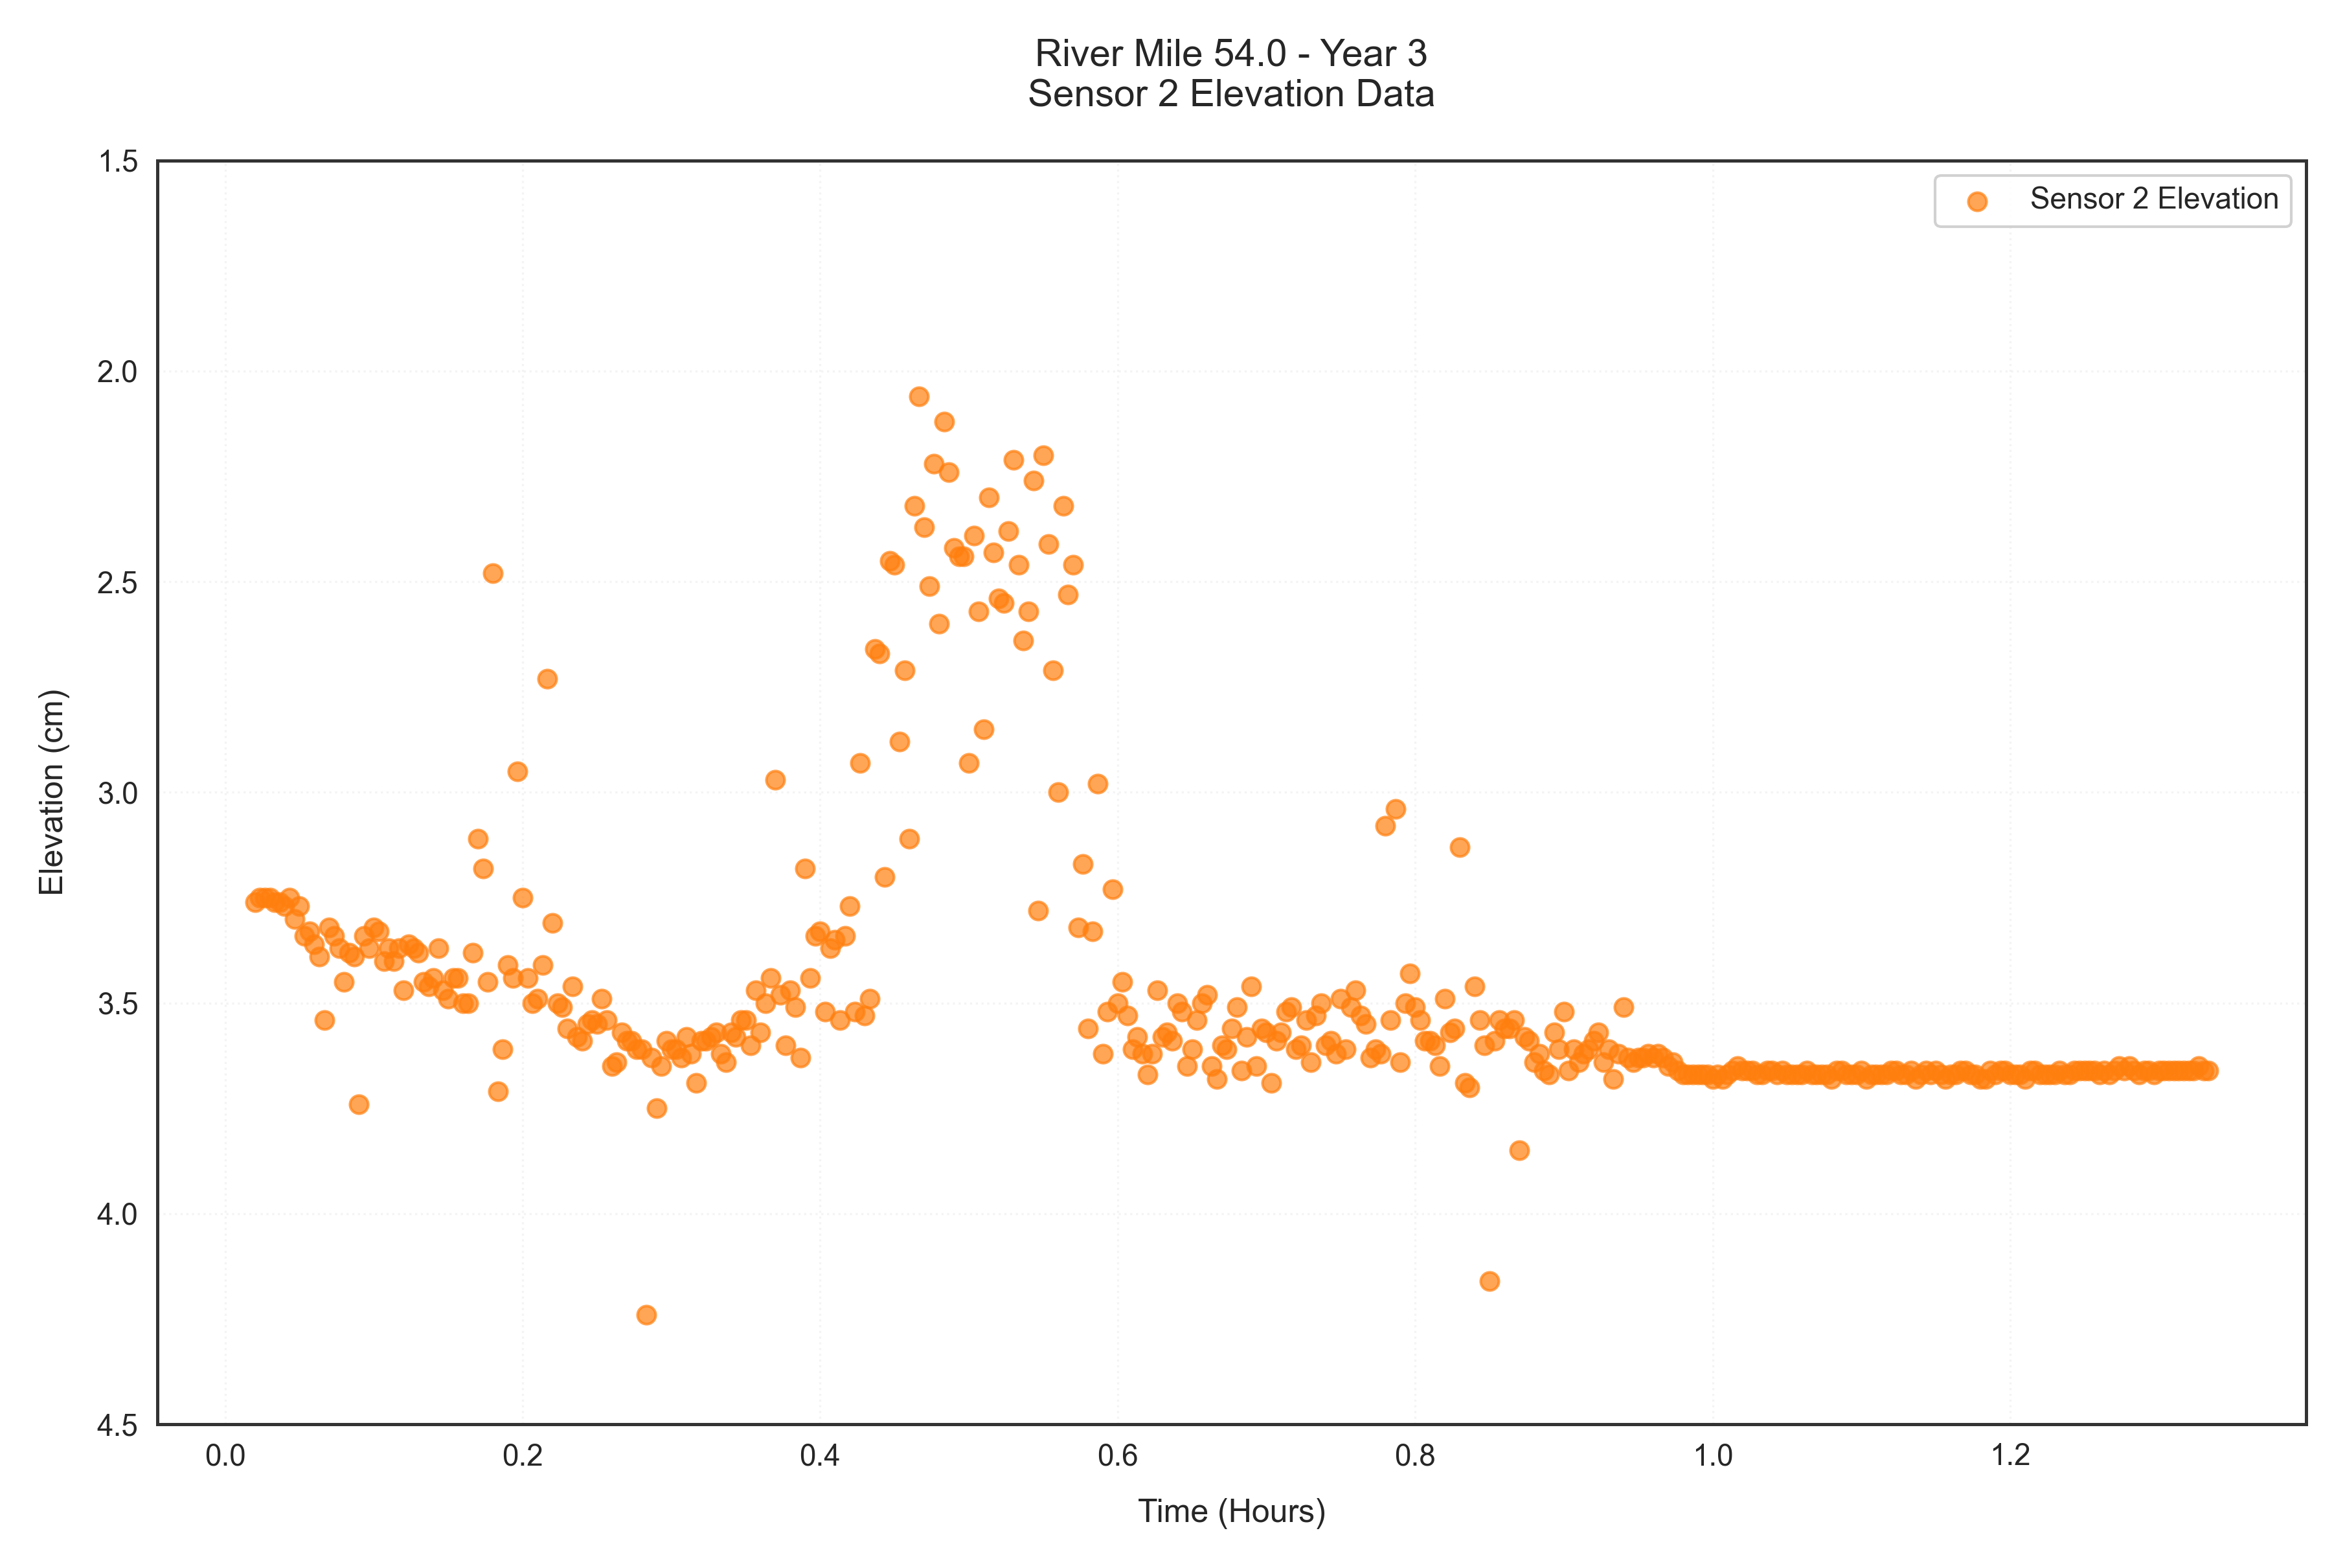 River Mile 54.0 - Year 3
Sensor 2 Elevation Data
Sensor 2 Elevation
Elevation (cm)
1.5
2.0
2.5
3.0
3.5
4.0
4.5
0.0 0.2 0.4 0.6 0.8 1.0 1.2
Time (Hours)